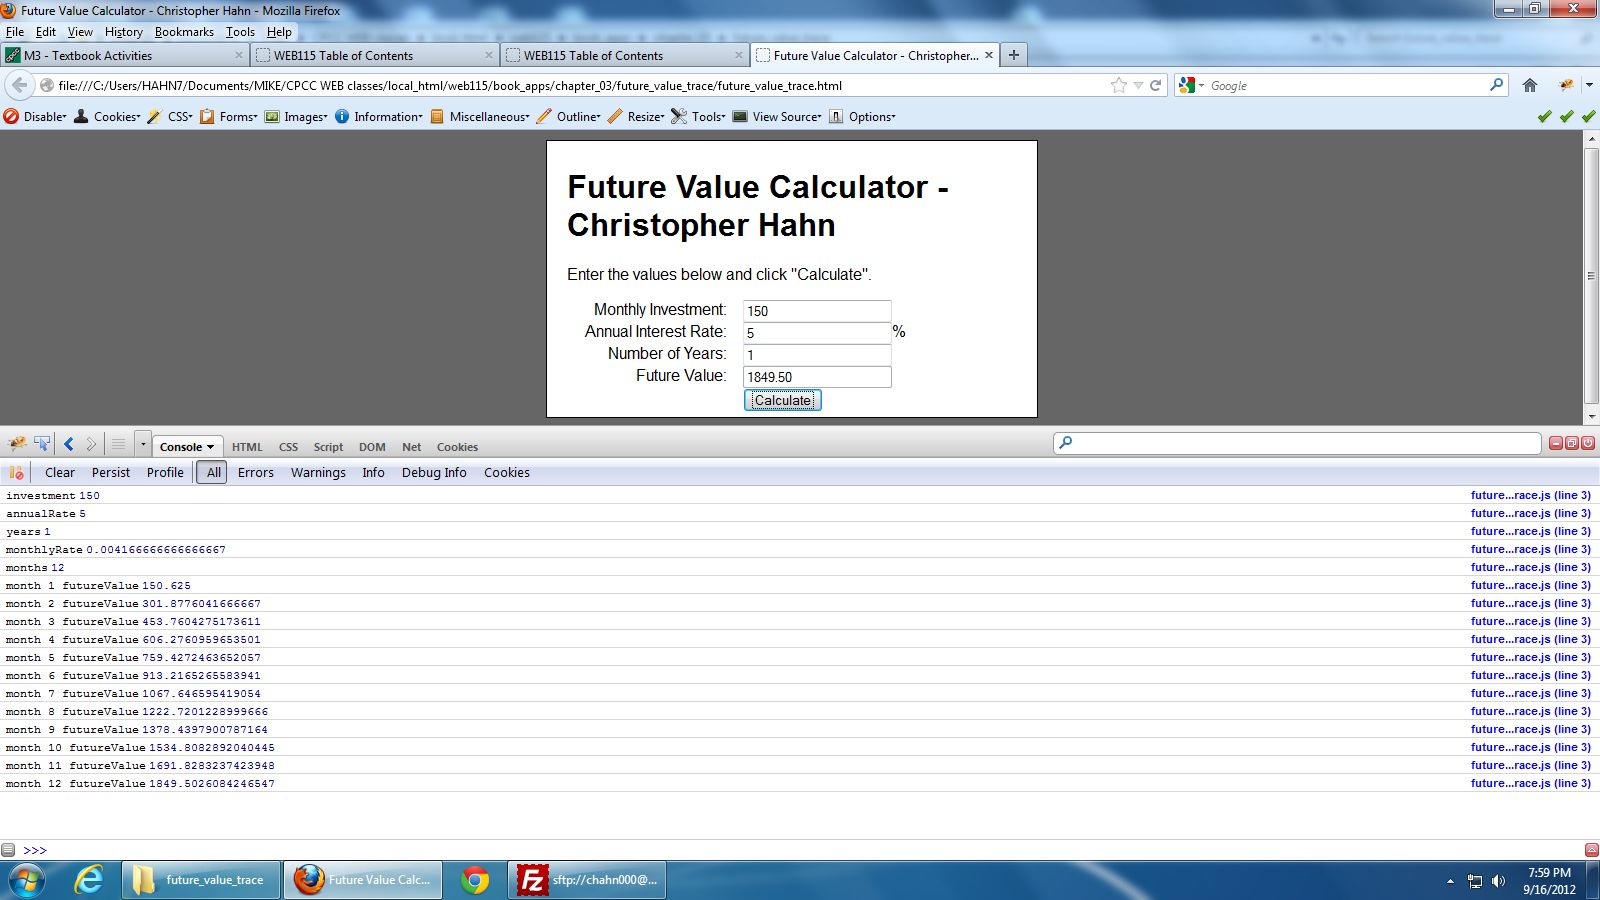 Future Value Calculator - Christopher Hahn - Mozilla Firefox
File Edit View History Bookmarks Tools Help
M3 - Textbook Activities WEB115 Table of Contents WEB115 Table of Contents Future Value Calculator - Christopher...
file:///C:/Users/HAHN7/Documents/MIKE/CPCC WEB classes/local_html/web115/book_apps/chapter_03/future_value_trace/future_value_trace.html Google
Disable Cookies CSS Forms Images Information Miscellaneous Outline Resize Tools View Source Options
Future Value Calculator -
Christopher Hahn
Enter the values below and click "Calculate".
Monthly Investment: 150
Annual Interest Rate: 5 %
Number of Years: 1
Future Value: 1849.50
Calculate
Console HTML CSS Script DOM Net Cookies
Clear Persist Profile All Errors Warnings Info Debug Info Cookies
investment 150 future...race.js (line 3)
annualRate 5 future...race.js (line 3)
years 1 future...race.js (line 3)
monthlyRate 0.004166666666666667 future...race.js (line 3)
months 12 future...race.js (line 3)
month 1 futureValue 150.625 future...race.js (line 3)
month 2 futureValue 301.8776041666667 future...race.js (line 3)
month 3 futureValue 453.7604275173611 future...race.js (line 3)
month 4 futureValue 606.2760959653501 future...race.js (line 3)
month 5 futureValue 759.4272463652057 future...race.js (line 3)
month 6 futureValue 913.2165265583941 future...race.js (line 3)
month 7 futureValue 1067.646595419054 future...race.js (line 3)
month 8 futureValue 1222.7201228999666 future...race.js (line 3)
month 9 futureValue 1378.4397900787164 future...race.js (line 3)
month 10 futureValue 1534.8082892040445 future...race.js (line 3)
month 11 futureValue 1691.8283237423948 future...race.js (line 3)
month 12 futureValue 1849.5026084246547 future...race.js (line 3)
>>>
future_value_trace Future Value Calc... Fz sftp://chahn000@... 7:59 PM
9/16/2012